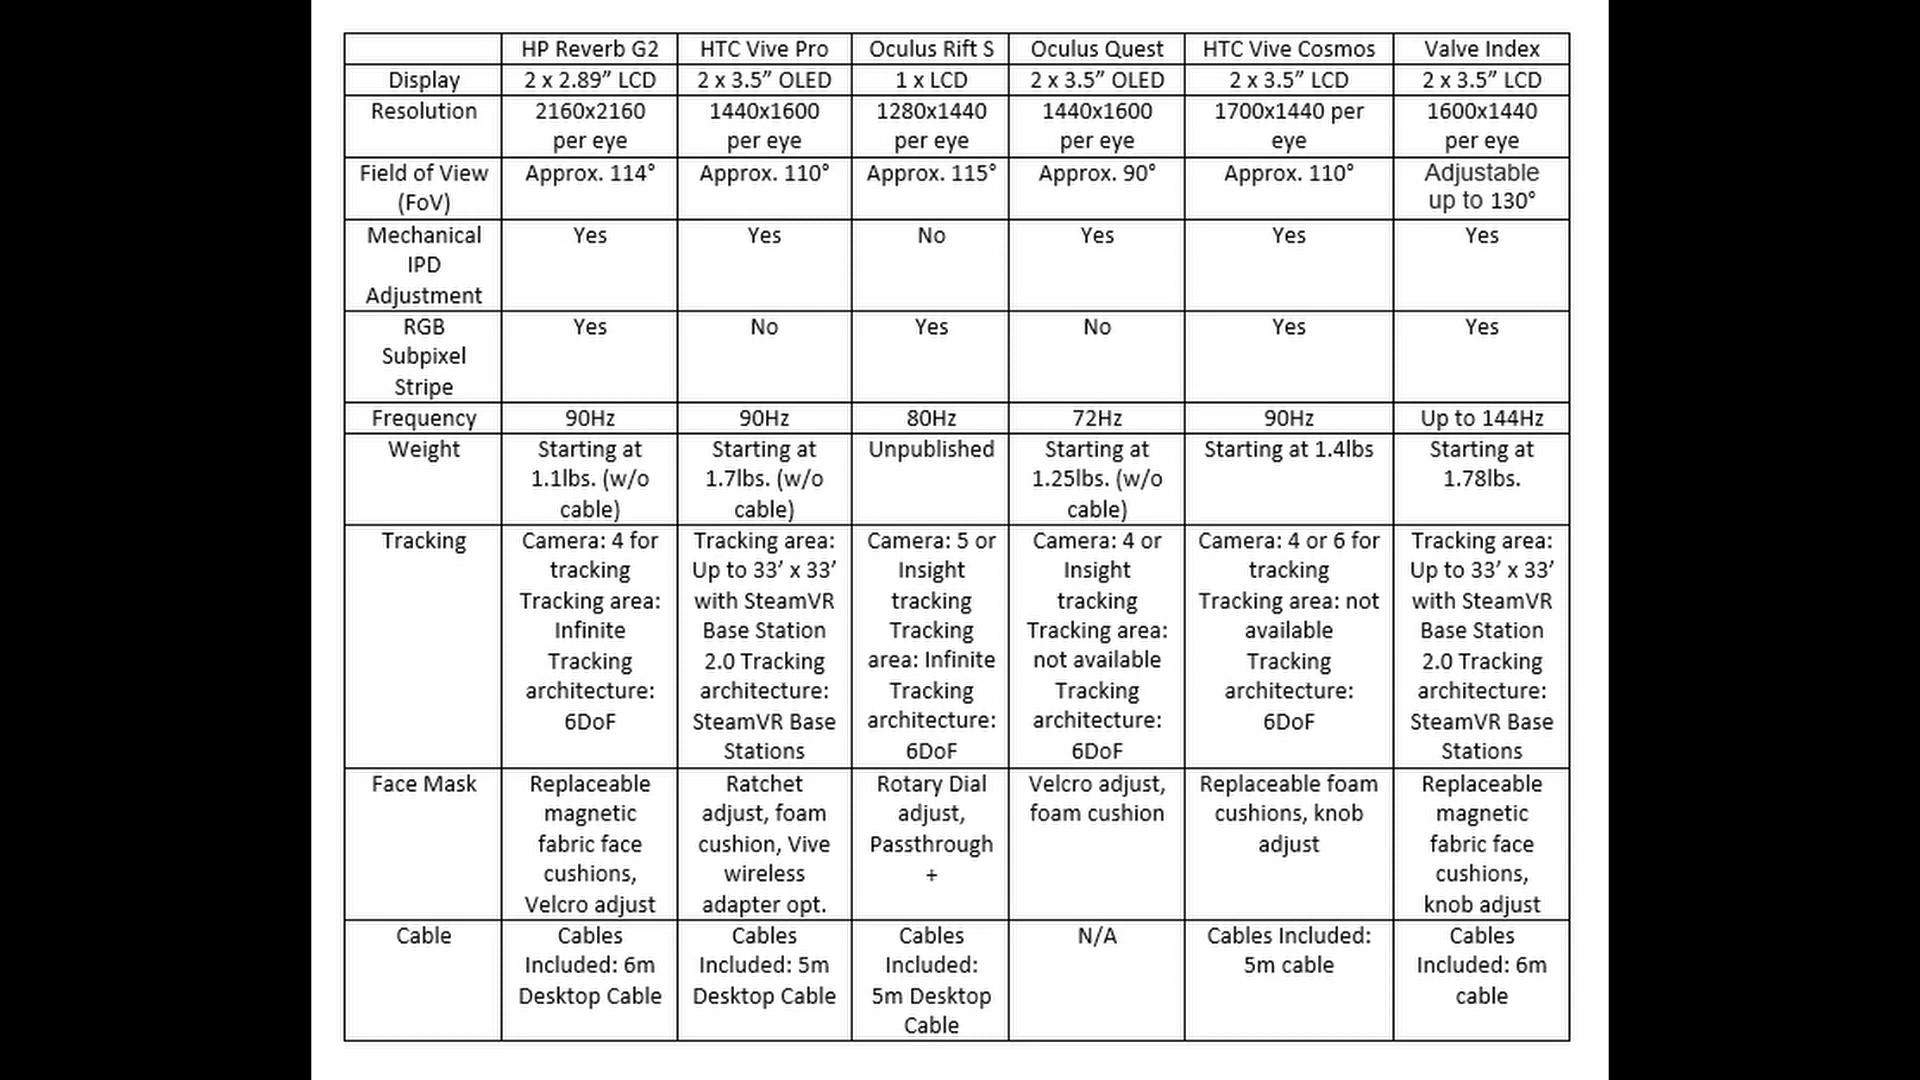 HP Reverb G2 HTC Vive Pro Oculus Rift S Oculus Quest HTC Vive Cosmos Valve Index
Display 2 x 2.89” LCD 2 x 3.5” OLED 1 x LCD 2 x 3.5” OLED 2 x 3.5” LCD 2 x 3.5” LCD
Resolution 2160x2160 1440x1600 1280x1440 1440x1600 1700x1440 per 1600x1440
per eye per eye per eye per eye eye per eye
Field of View Approx. 114° Approx. 110° Approx. 115° Approx. 90° Approx. 110° Adjustable
(FoV) up to 130°
Mechanical Yes Yes No Yes Yes Yes
IPD
Adjustment
RGB Yes No Yes No Yes Yes
Subpixel
Stripe
Frequency 90Hz 90Hz 80Hz 72Hz 90Hz Up to 144Hz
Weight Starting at Starting at Unpublished Starting at Starting at 1.4lbs Starting at
1.1lbs. (w/o 1.7lbs. (w/o 1.25lbs. (w/o 1.78lbs.
cable) cable) cable)
Tracking Camera: 4 for Tracking area: Camera: 5 or Camera: 4 or Camera: 4 or 6 for Tracking area:
tracking Up to 33’ x 33’ Insight Insight tracking Up to 33’ x 33’
Tracking area: with SteamVR tracking tracking Tracking area: not with SteamVR
Infinite Base Station Tracking Tracking area: available Base Station
Tracking 2.0 Tracking area: Infinite not available Tracking 2.0 Tracking
architecture: architecture: Tracking Tracking architecture: architecture:
6DoF SteamVR Base architecture: architecture: 6DoF SteamVR Base
Stations 6DoF 6DoF Stations
Face Mask Replaceable Ratchet Rotary Dial Velcro adjust, Replaceable foam Replaceable
magnetic adjust, foam adjust, foam cushion cushions, knob magnetic
fabric face cushion, Vive Passthrough adjust fabric face
cushions, wireless + cushions,
Velcro adjust adapter opt. knob adjust
Cable Cables Cables Cables N/A Cables Included: Cables
Included: 6m Included: 5m Included: 5m cable Included: 6m
Desktop Cable Desktop Cable 5m Desktop cable
Cable